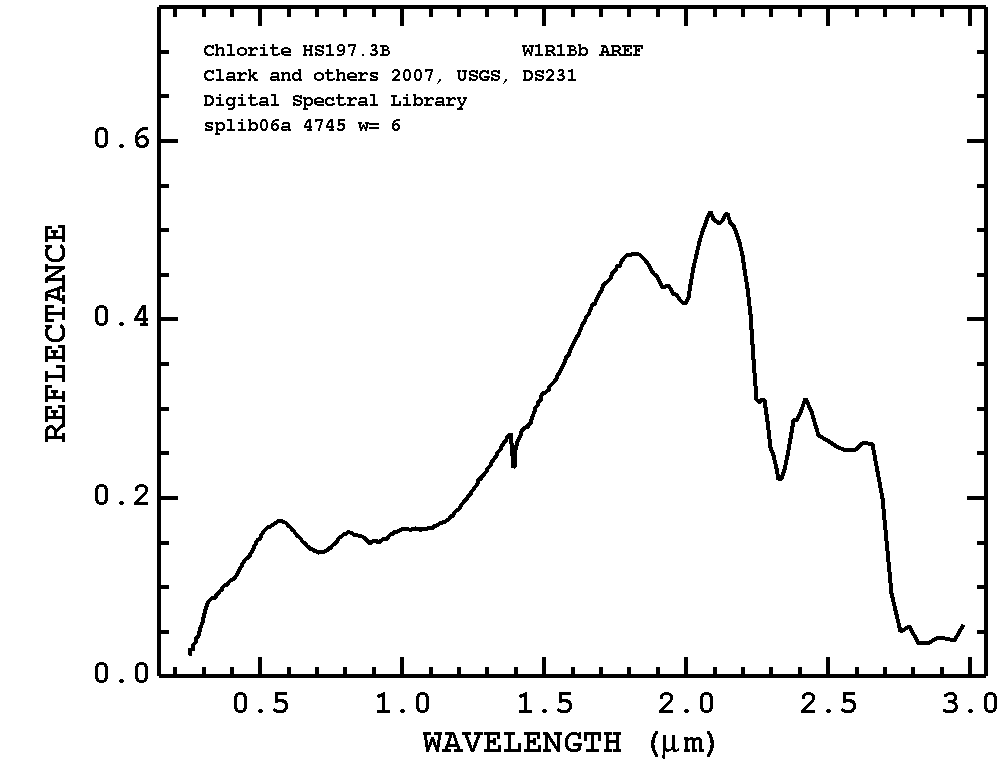 Chlorite HS197.3B W1R1Bb AREF
Clark and others 2007, USGS, DS231
Digital Spectral Library
splib06a 4745 w= 6
REFLECTANCE
0.6
0.4
0.2
0.0
0.5 1.0 1.5 2.0 2.5 3.0
WAVELENGTH (μm)